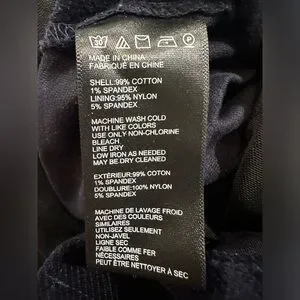 MADE IN CHINA
FABRIQUÉ EN CHINE
SHELL:99% COTTON
1% SPANDEX
LINING:95% NYLON
5% SPANDEX
MACHINE WASH COLD
WITH LIKE COLORS
USE ONLY NON-CHLORINE
BLEACH
LINE DRY
LOW IRON AS NEEDED
MAY BE DRY CLEANED
EXTÉRIEUR:99% COTON
1% SPANDEX
DOUBLURE:100% NYLON
5% SPANDEX
MACHINE DE LAVAGE FROID
AVEC DES COULEURS
SIMILAIRES
UTILISEZ SEULEMENT
NON-JAVEL
LIGNE SEC
FAIBLE COMME FER
NÉCESSAIRES
PEUT ÊTRE NETTOYER À SEC